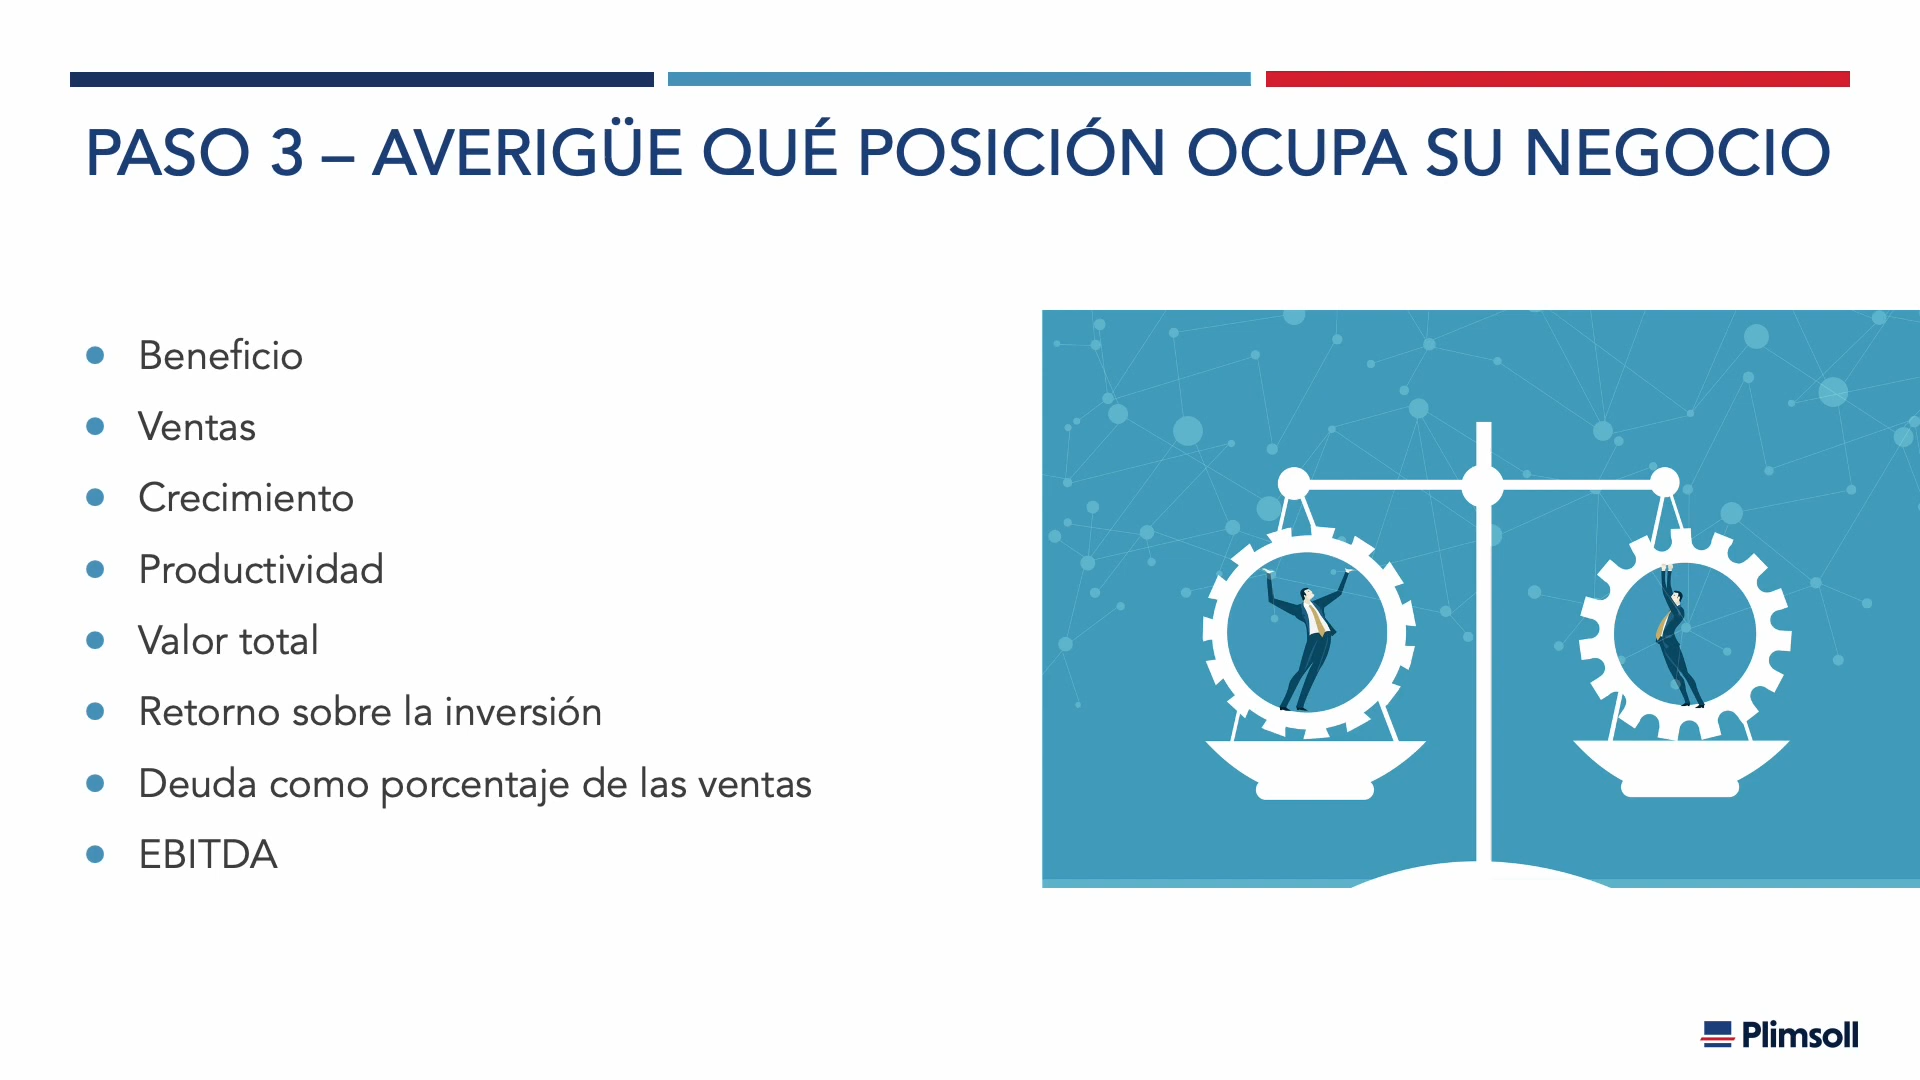 PASO 3 – AVERIGÜE QUÉ POSICIÓN OCUPA SU NEGOCIO
Beneficio
Ventas
Crecimiento
Productividad
Valor total
Retorno sobre la inversión
Deuda como porcentaje de las ventas
EBITDA
Plimsoll